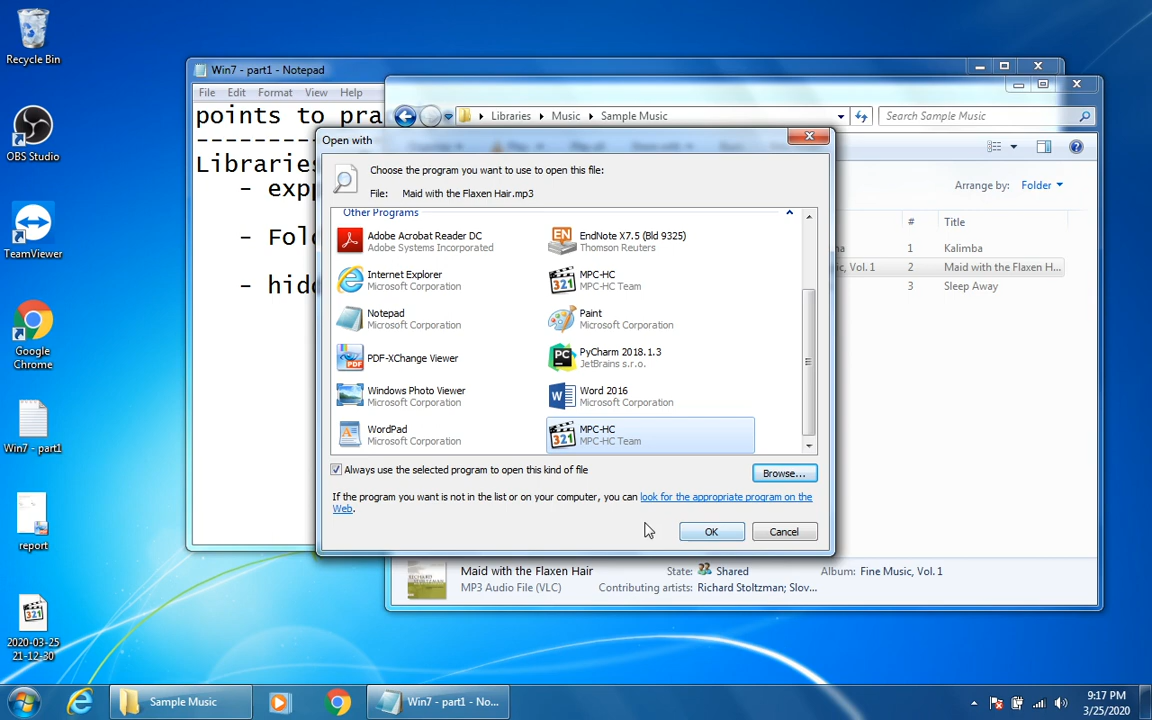 Recycle Bin
OBS Studio
TeamViewer
Google
Chrome
Win7 - part1
report
2020-03-25
21-12-30
Win7 - part1 - Notepad
File Edit Format View Help
points to pra
Libraries
- exp
- Fol
- hid
Libraries Music Sample Music
Search Sample Music
Arrange by: Folder
# Title
1 Kalimba
ic, Vol. 1 2 Maid with the Flaxen H...
3 Sleep Away
Maid with the Flaxen Hair State: Shared Album: Fine Music, Vol. 1
MP3 Audio File (VLC) Contributing artists: Richard Stoltzman; Slov...
Open with
Choose the program you want to use to open this file:
File: Maid with the Flaxen Hair.mp3
Other Programs
Adobe Acrobat Reader DC
Adobe Systems Incorporated
EndNote X7.5 (Bld 9325)
Thomson Reuters
Internet Explorer
Microsoft Corporation
MPC-HC
MPC-HC Team
Notepad
Microsoft Corporation
Paint
Microsoft Corporation
PDF-XChange Viewer
PyCharm 2018.1.3
JetBrains s.r.o.
Windows Photo Viewer
Microsoft Corporation
Word 2016
Microsoft Corporation
WordPad
Microsoft Corporation
MPC-HC
MPC-HC Team
Always use the selected program to open this kind of file
Browse...
If the program you want is not in the list or on your computer, you can look for the appropriate program on the
Web.
OK Cancel
Sample Music
Win7 - part1 - No...
9:17 PM
3/25/2020